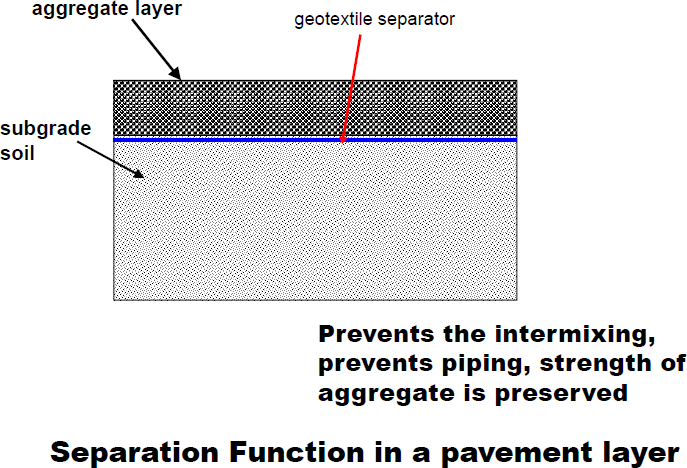 aggregate layer
geotextile separator
subgrade
soil
Prevents the intermixing,
prevents piping, strength of
aggregate is preserved
Separation Function in a pavement layer